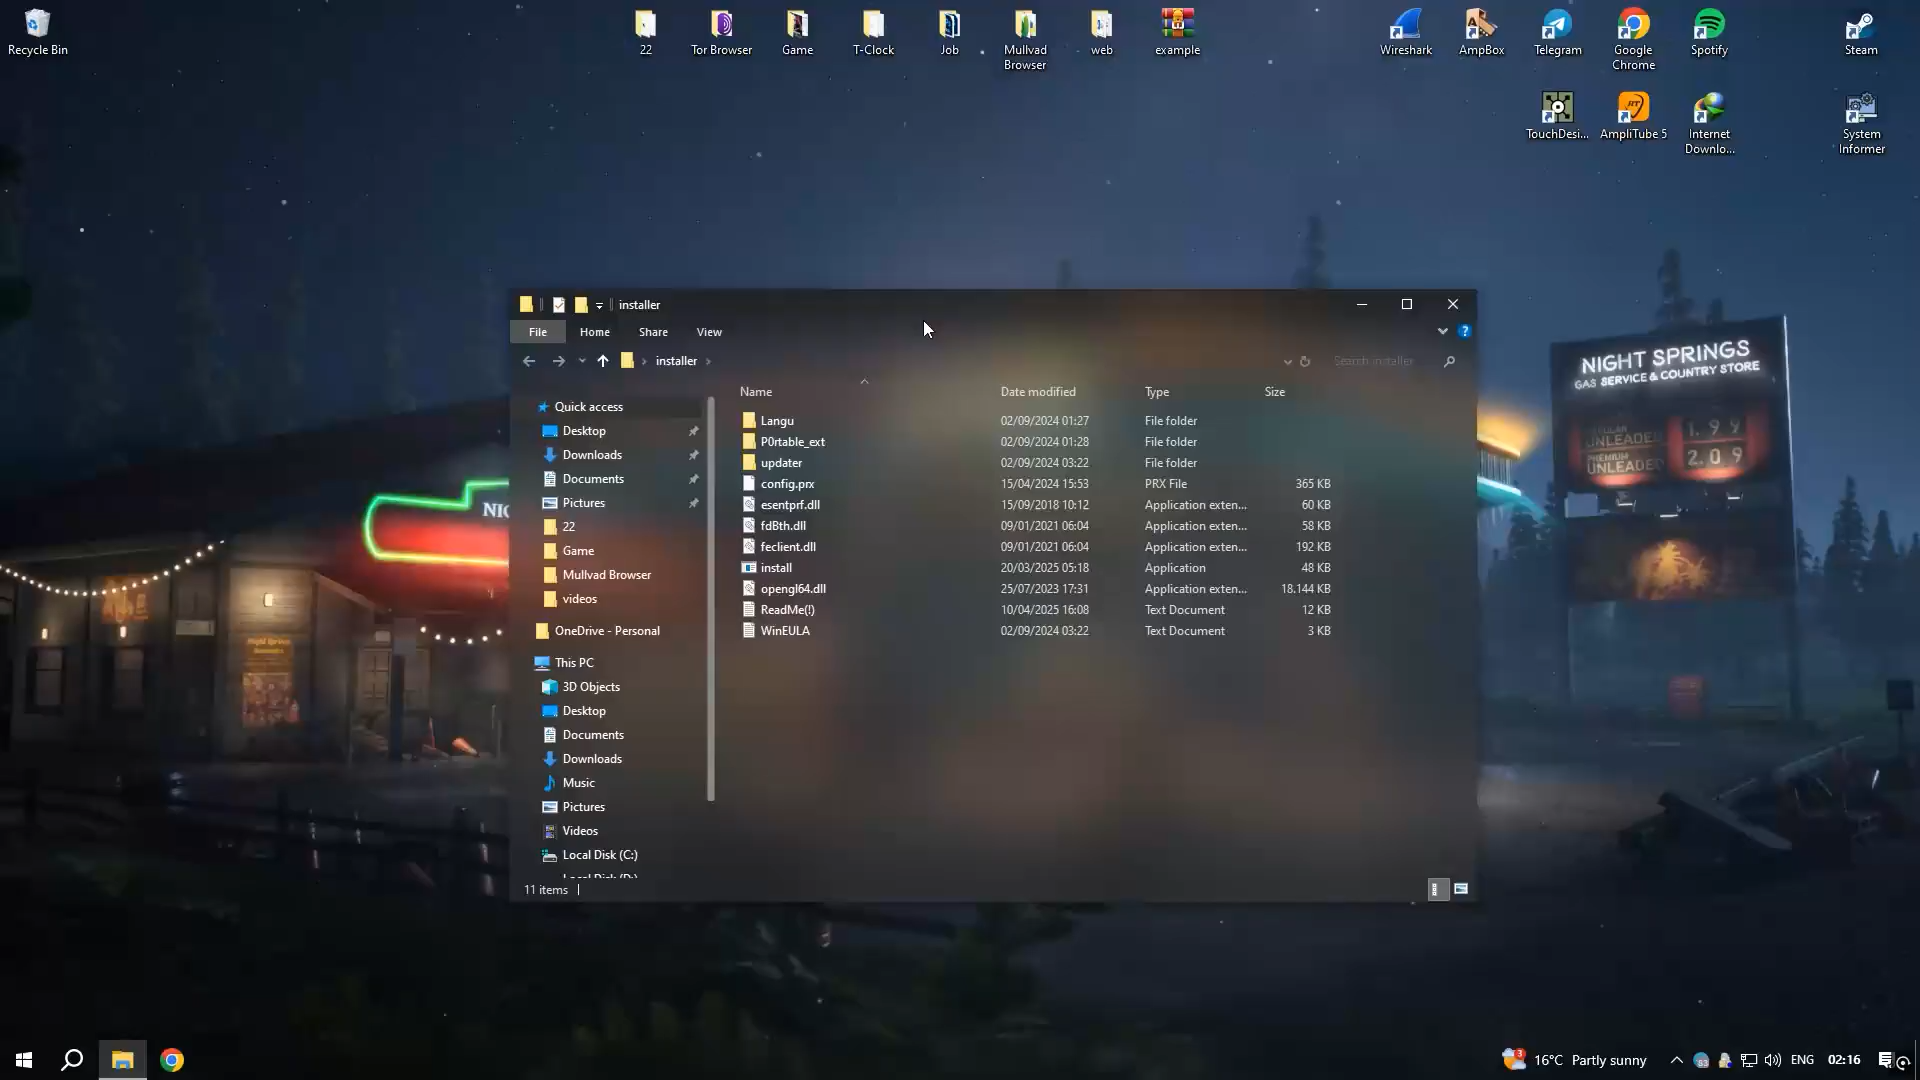 Recycle Bin
22
Tor Browser
Game
T-Clock
Job
Mullvad
Browser
web
example
Wireshark
AmpBox
Telegram
Google
Chrome
Spotify
Steam
TouchDesi...
AmpliTube 5
Internet
Downlo...
System
Informer
installer
File
Home
Share
View
installer
Search installer
Name
Date modified
Type
Size
Quick access
Desktop
Downloads
Documents
Pictures
22
Game
Mullvad Browser
videos
OneDrive - Personal
This PC
3D Objects
Desktop
Documents
Downloads
Music
Pictures
Videos
Local Disk (C:)
Local Disk (D:)
Langu 02/09/2024 01:27 File folder
P0rtable_ext 02/09/2024 01:28 File folder
updater 02/09/2024 03:22 File folder
config.prx 15/04/2024 15:53 PRX File 365 KB
esentprf.dll 15/09/2018 10:12 Application exten... 60 KB
fdBth.dll 09/01/2021 06:04 Application exten... 58 KB
feclient.dll 09/01/2021 06:04 Application exten... 192 KB
install 20/03/2025 05:18 Application 48 KB
opengl64.dll 25/07/2023 17:31 Application exten... 18.144 KB
ReadMe(!) 10/04/2025 16:08 Text Document 12 KB
WinEULA 02/09/2024 03:22 Text Document 3 KB
11 items
NIGHT SPRINGS
GAS SERVICE & COUNTRY STORE
UNLEADED
1.99
PREMIUM
UNLEADED
2.09
3
16°C Partly sunny
ENG
02:16